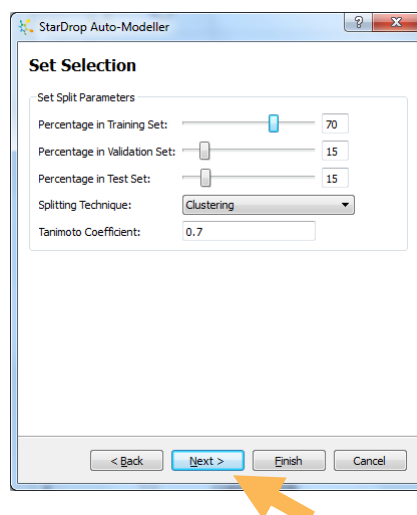 StarDrop Auto-Modeller
Set Selection
Set Split Parameters
Percentage in Training Set: 70
Percentage in Validation Set: 15
Percentage in Test Set: 15
Splitting Technique: Clustering
Tanimoto Coefficient: 0.7
< Back Next > Finish Cancel